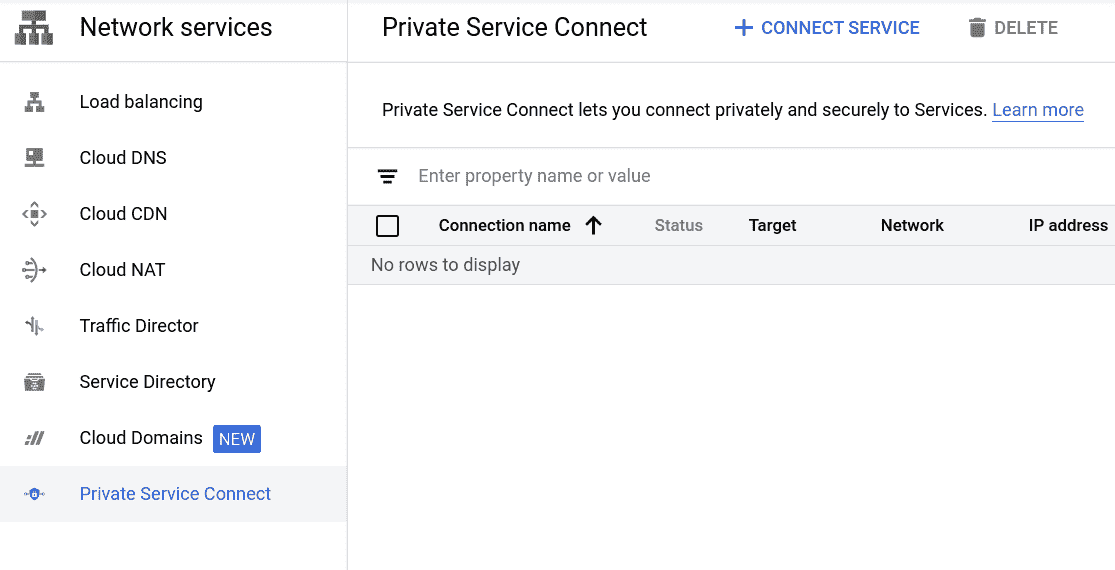 Network services
Load balancing
Cloud DNS
Cloud CDN
Cloud NAT
Traffic Director
Service Directory
Cloud Domains NEW
Private Service Connect
Private Service Connect CONNECT SERVICE DELETE
Private Service Connect lets you connect privately and securely to Services. Learn more
Enter property name or value
Connection name Status Target Network IP address
No rows to display